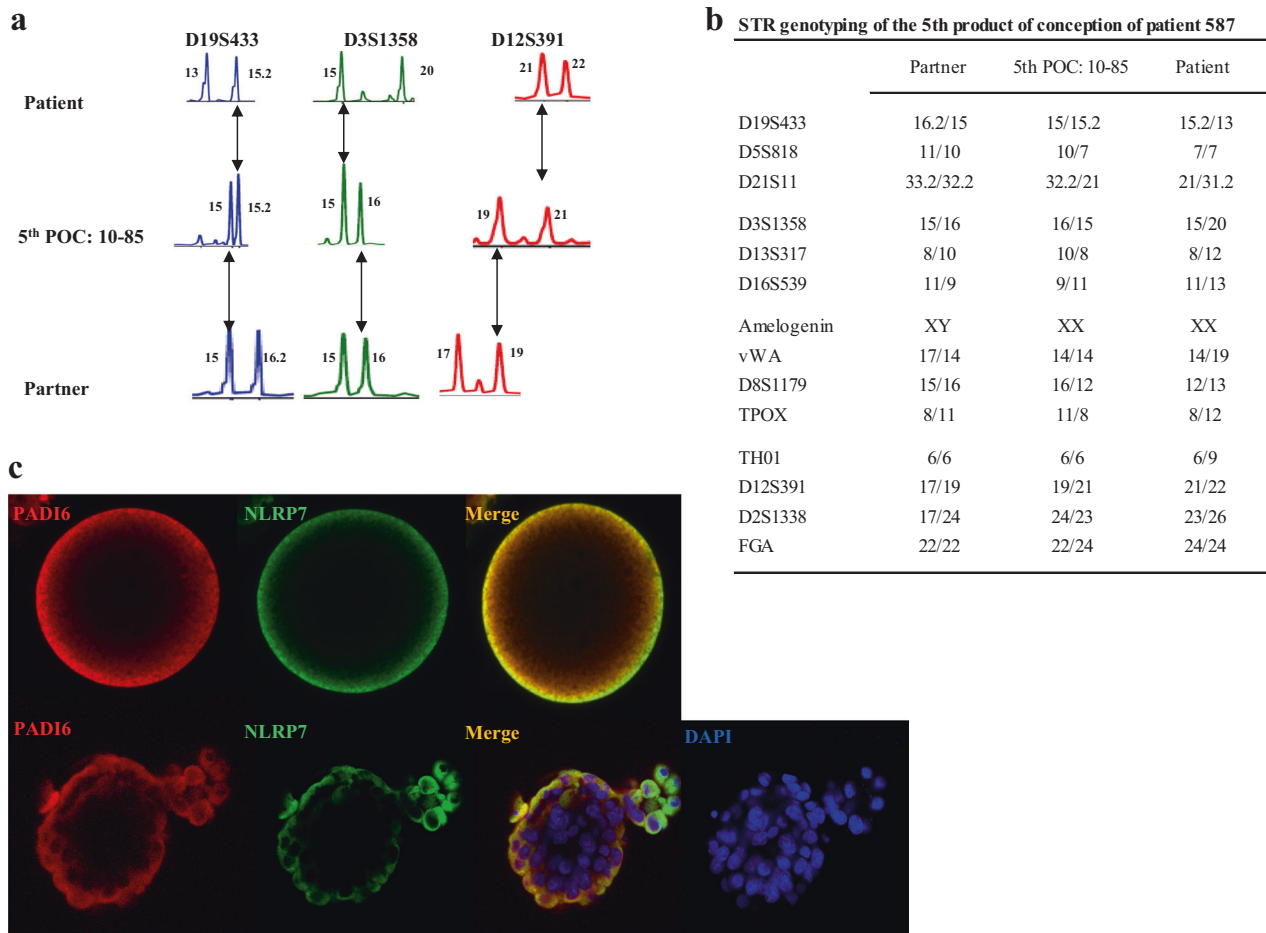 a
D19S433 D3S1358 D12S391
Patient
13 15.2 15 20 21 22
5th POC: 10-85
15 15.2 15 16 19 21
Partner
15 16.2 15 16 17 19
b STR genotyping of the 5th product of conception of patient 587
Partner 5th POC: 10-85 Patient
D19S433 16.2/15 15/15.2 15.2/13
D5S818 11/10 10/7 7/7
D21S11 33.2/32.2 32.2/21 21/31.2
D3S1358 15/16 16/15 15/20
D13S317 8/10 10/8 8/12
D16S539 11/9 9/11 11/13
Amelogenin XY XX XX
vWA 17/14 14/14 14/19
D8S1179 15/16 16/12 12/13
TPOX 8/11 11/8 8/12
TH01 6/6 6/6 6/9
D12S391 17/19 19/21 21/22
D2S1338 17/24 24/23 23/26
FGA 22/22 22/24 24/24
c
PADI6 NLRP7 Merge
PADI6 NLRP7 Merge DAPI